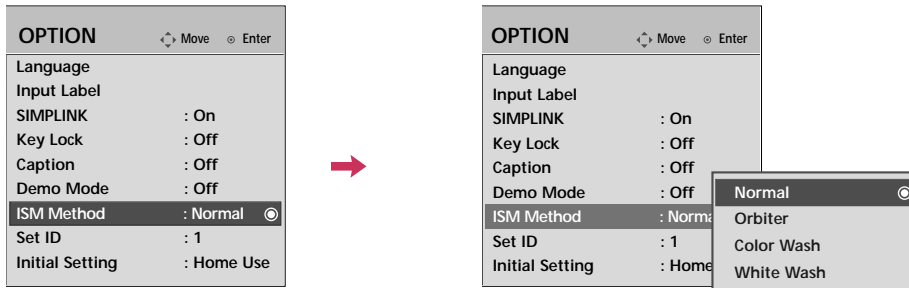 OPTION Move Enter
Language
Input Label
SIMPLINK : On
Key Lock : Off
Caption : Off
Demo Mode : Off
ISM Method : Normal
Set ID : 1
Initial Setting : Home Use
OPTION Move Enter
Language
Input Label
SIMPLINK : On
Key Lock : Off
Caption : Off
Demo Mode : Off
ISM Method : Norma
Set ID : 1
Initial Setting : Home
Normal
Orbiter
Color Wash
White Wash